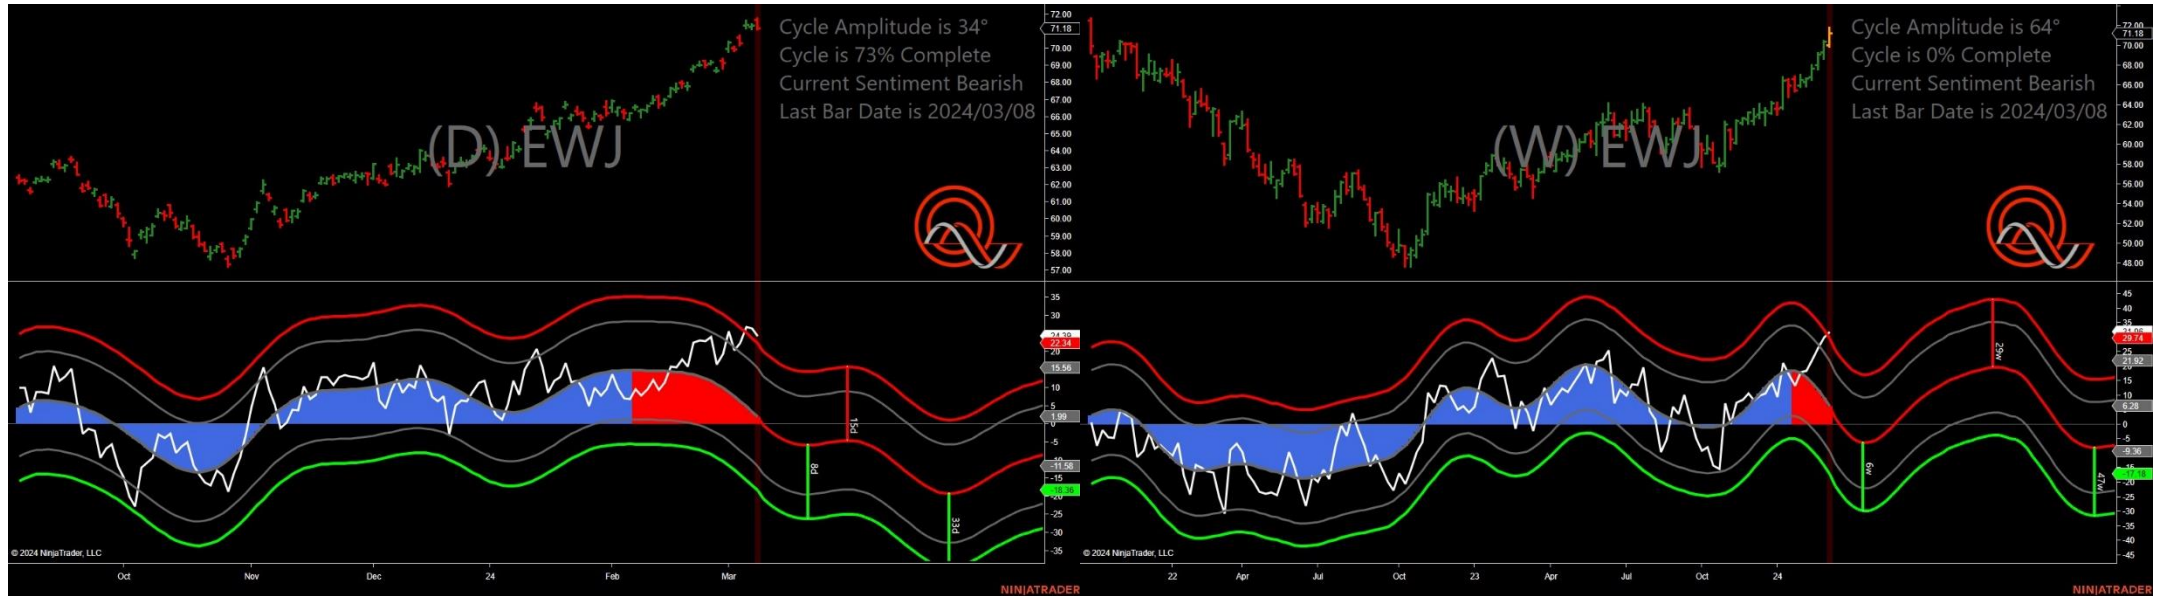 Cycle Amplitude is 34°
Cycle is 73% Complete
Current Sentiment Bearish
Last Bar Date is 2024/03/08
(D) EWJ
72.00
71.18
70.00
69.00
68.00
67.00
66.00
65.00
64.00
63.00
62.00
61.00
60.00
59.00
58.00
57.00
35
30
24.39
22.34
20
15.56
10
5
1.99
0
-5
-10
-11.58
-15
-18.36
-20
-25
-30
-35
8d
15d
33d
© 2024 NinjaTrader, LLC
Oct
Nov
Dec
24
Feb
Mar
NINJATRADER
Cycle Amplitude is 64°
Cycle is 0% Complete
Current Sentiment Bearish
Last Bar Date is 2024/03/08
(W) EWJ
72.00
71.18
70.00
68.00
66.00
64.00
62.00
60.00
58.00
56.00
54.00
52.00
50.00
48.00
45
40
35
29.74
25
21.92
15
10
6.28
0
-5
-9.36
-15
-17.18
-20
-25
-30
-35
-40
-45
6w
29w
47w
© 2024 NinjaTrader, LLC
22
Apr
Jul
Oct
23
Apr
Jul
Oct
24
NINJATRADER